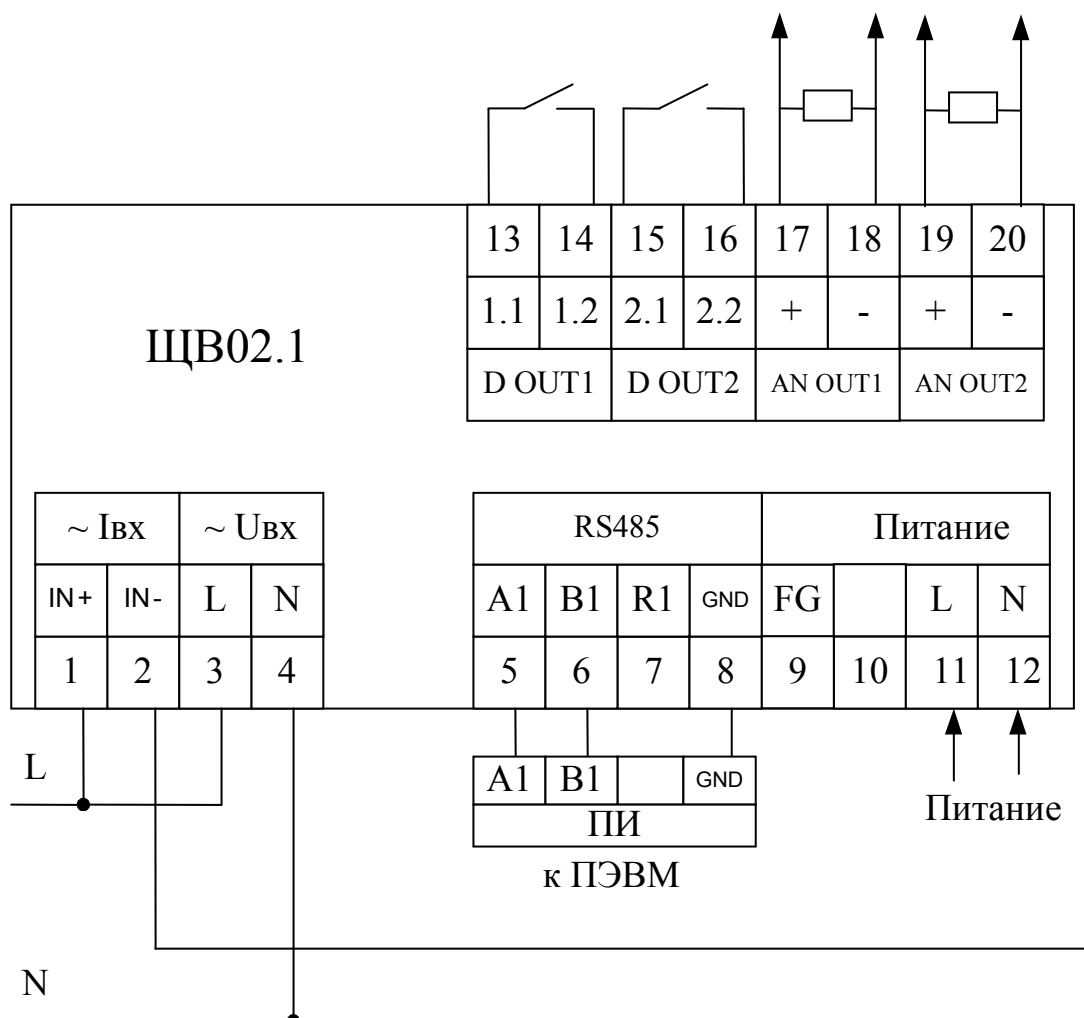 13 14 15 16 17 18 19 20
1.1 1.2 2.1 2.2 + - + -
ЩВ02.1
D OUT1 D OUT2 AN OUT1 AN OUT2
~ Iвх ~ Uвх RS485 Питание
IN+ IN- L N A1 B1 R1 GND FG L N
1 2 3 4 5 6 7 8 9 10 11 12
L
A1 B1 GND
ПИ
Питание
к ПЭВМ
N